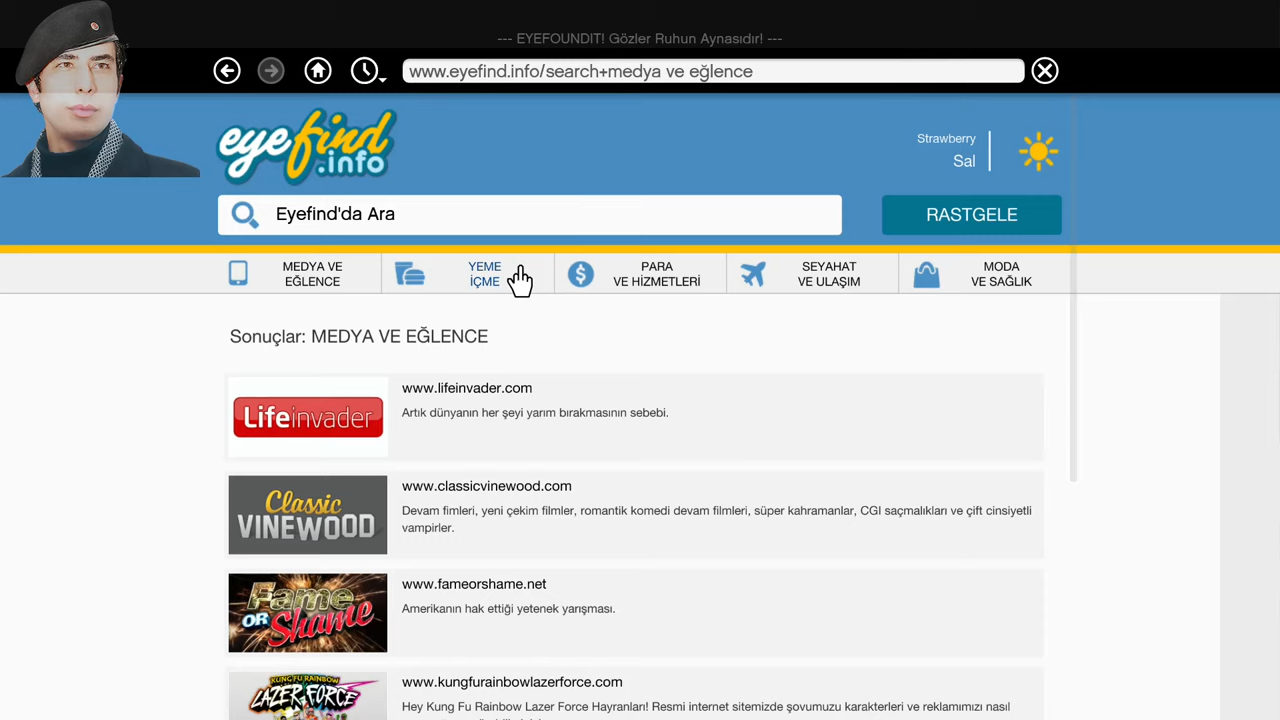 --- EYEFOUNDIT! Gözler Ruhun Aynasıdır! ---
www.eyefind.info/search+medya ve eğlence
eyefind
.info
Strawberry
Sal
Eyefind'da Ara
RASTGELE
MEDYA VE
EĞLENCE
YEME
İÇME
PARA
VE HİZMETLERİ
SEYAHAT
VE ULAŞIM
MODA
VE SAĞLIK
Sonuçlar: MEDYA VE EĞLENCE
Lifeinvader
www.lifeinvader.com
Artık dünyanın her şeyi yarım bırakmasının sebebi.
Classic
VINEWOOD
www.classicvinewood.com
Devam fimleri, yeni çekim filmler, romantik komedi devam filmleri, süper kahramanlar, CGI saçmalıkları ve çift cinsiyetli
vampirler.
Fame
OR Shame
www.fameorshame.net
Amerikanın hak ettiği yetenek yarışması.
KUNG FU RAINBOW
LAZER FORCE
www.kungfurainbowlazerforce.com
Hey Kung Fu Rainbow Lazer Force Hayranları! Resmi internet sitemizde şovumuzu karakterleri ve reklamımızı nasıl